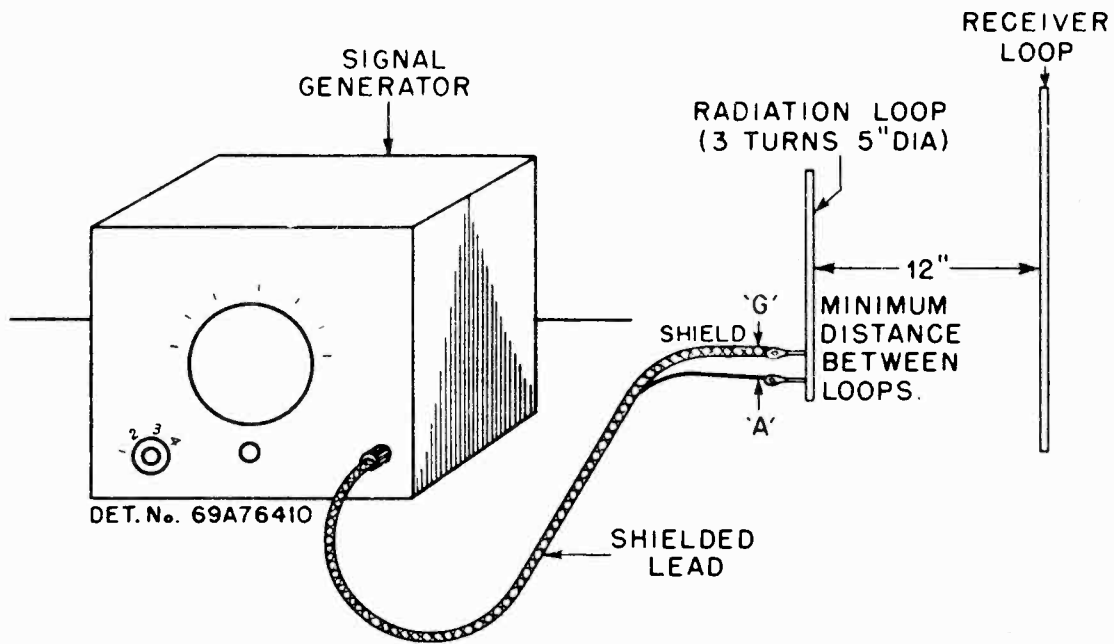 RECEIVER
LOOP
SIGNAL
GENERATOR
RADIATION LOOP
(3 TURNS 5"DIA)
12"
'G'
SHIELD
MINIMUM
DISTANCE
BETWEEN
LOOPS.
'A'
2 3 4
DET. No. 69A76410
SHIELDED
LEAD